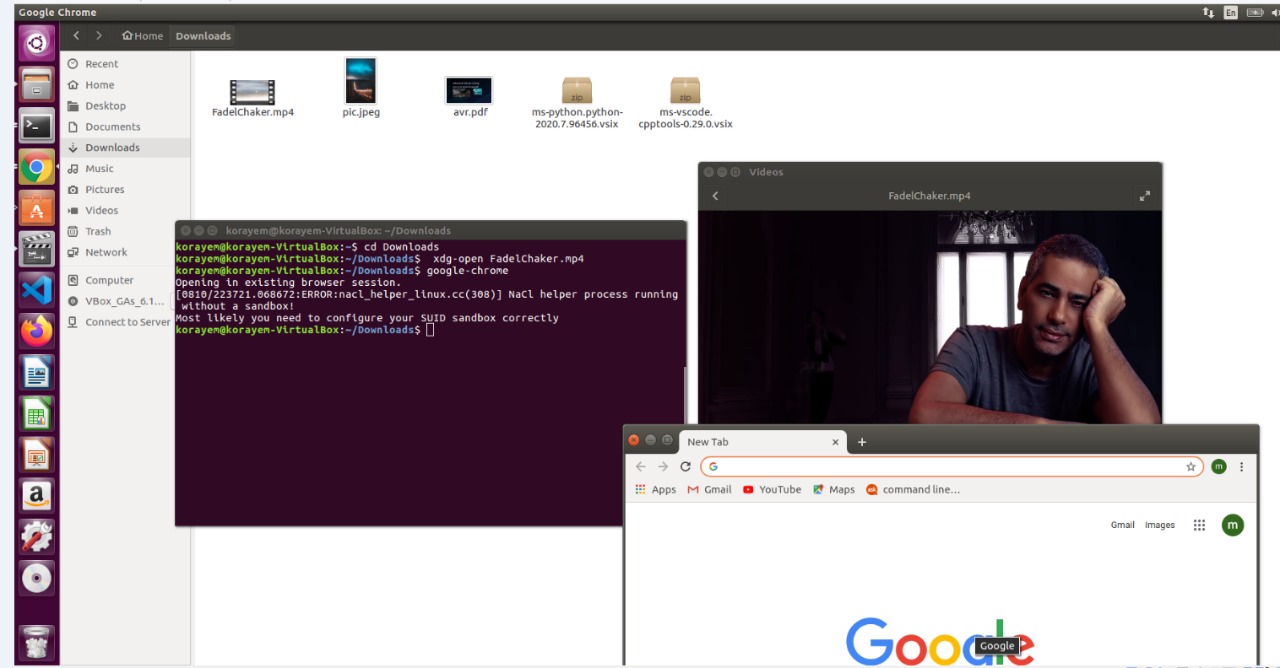 Google Chrome
En
Home
Downloads
Recent
Home
Desktop
Documents
Downloads
Music
Pictures
Videos
Trash
Network
Computer
VBox_GAs_6.1...
Connect to Server
FadelChaker.mp4
pic.jpeg
avr.pdf
zip
ms-python.python-
2020.7.96456.vsix
zip
ms-vscode.
cpptools-0.29.0.vsix
korayem@korayem-VirtualBox: ~/Downloads
korayem@korayem-VirtualBox:~$ cd Downloads
korayem@korayem-VirtualBox:~/Downloads$  xdg-open FadelChaker.mp4
korayem@korayem-VirtualBox:~/Downloads$ google-chrome
Opening in existing browser session.
[0810/223721.068672:ERROR:nacl_helper_linux.cc(308)] NaCl helper process running
 without a sandbox!
Most likely you need to configure your SUID sandbox correctly
korayem@korayem-VirtualBox:~/Downloads$
Videos
FadelChaker.mp4
New Tab
G
m
Apps
Gmail
YouTube
Maps
ask
command line...
Gmail
Images
m
Google
Google
a